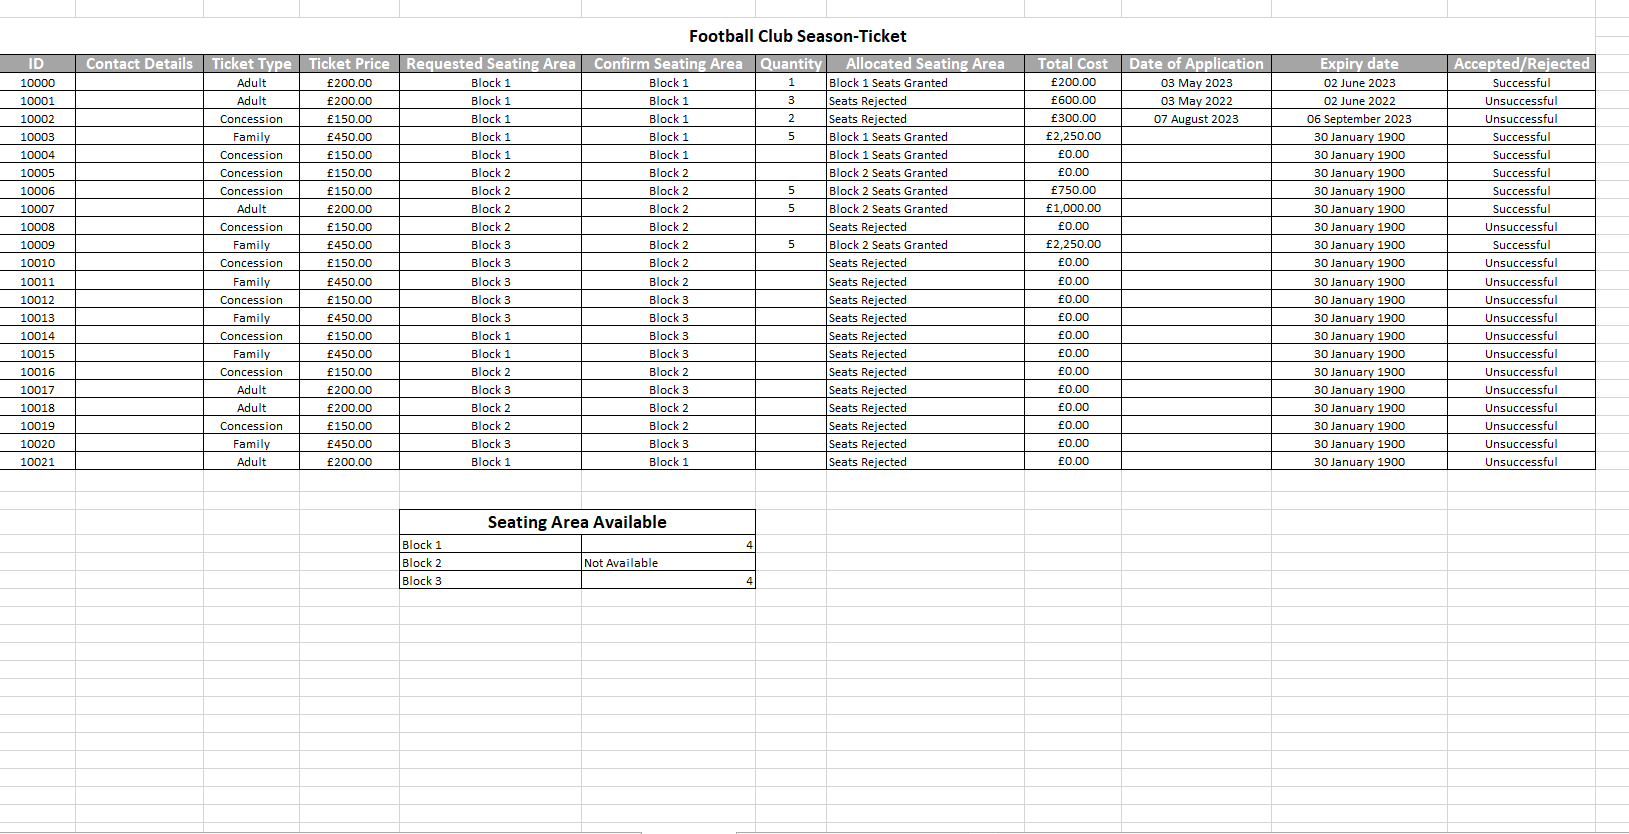 Football Club Season-Ticket
ID Contact Details Ticket Type Ticket Price Requested Seating Area Confirm Seating Area Quantity Allocated Seating Area Total Cost Date of Application Expiry date Accepted/Rejected
10000 Adult £200.00 Block 1 Block 1 1 Block 1 Seats Granted £200.00 03 May 2023 02 June 2023 Successful
10001 Adult £200.00 Block 1 Block 1 3 Seats Rejected £600.00 03 May 2022 02 June 2022 Unsuccessful
10002 Concession £150.00 Block 1 Block 1 2 Seats Rejected £300.00 07 August 2023 06 September 2023 Unsuccessful
10003 Family £450.00 Block 1 Block 1 5 Block 1 Seats Granted £2,250.00 30 January 1900 Successful
10004 Concession £150.00 Block 1 Block 1 Block 1 Seats Granted £0.00 30 January 1900 Successful
10005 Concession £150.00 Block 2 Block 2 Block 2 Seats Granted £0.00 30 January 1900 Successful
10006 Concession £150.00 Block 2 Block 2 5 Block 2 Seats Granted £750.00 30 January 1900 Successful
10007 Adult £200.00 Block 2 Block 2 5 Block 2 Seats Granted £1,000.00 30 January 1900 Successful
10008 Concession £150.00 Block 2 Block 2 Seats Rejected £0.00 30 January 1900 Unsuccessful
10009 Family £450.00 Block 3 Block 2 5 Block 2 Seats Granted £2,250.00 30 January 1900 Successful
10010 Concession £150.00 Block 3 Block 2 Seats Rejected £0.00 30 January 1900 Unsuccessful
10011 Family £450.00 Block 3 Block 2 Seats Rejected £0.00 30 January 1900 Unsuccessful
10012 Concession £150.00 Block 3 Block 3 Seats Rejected £0.00 30 January 1900 Unsuccessful
10013 Family £450.00 Block 3 Block 3 Seats Rejected £0.00 30 January 1900 Unsuccessful
10014 Concession £150.00 Block 1 Block 3 Seats Rejected £0.00 30 January 1900 Unsuccessful
10015 Family £450.00 Block 1 Block 3 Seats Rejected £0.00 30 January 1900 Unsuccessful
10016 Concession £150.00 Block 2 Block 2 Seats Rejected £0.00 30 January 1900 Unsuccessful
10017 Adult £200.00 Block 3 Block 3 Seats Rejected £0.00 30 January 1900 Unsuccessful
10018 Adult £200.00 Block 2 Block 2 Seats Rejected £0.00 30 January 1900 Unsuccessful
10019 Concession £150.00 Block 2 Block 2 Seats Rejected £0.00 30 January 1900 Unsuccessful
10020 Family £450.00 Block 3 Block 3 Seats Rejected £0.00 30 January 1900 Unsuccessful
10021 Adult £200.00 Block 1 Block 1 Seats Rejected £0.00 30 January 1900 Unsuccessful
Seating Area Available
Block 1 4
Block 2 Not Available
Block 3 4